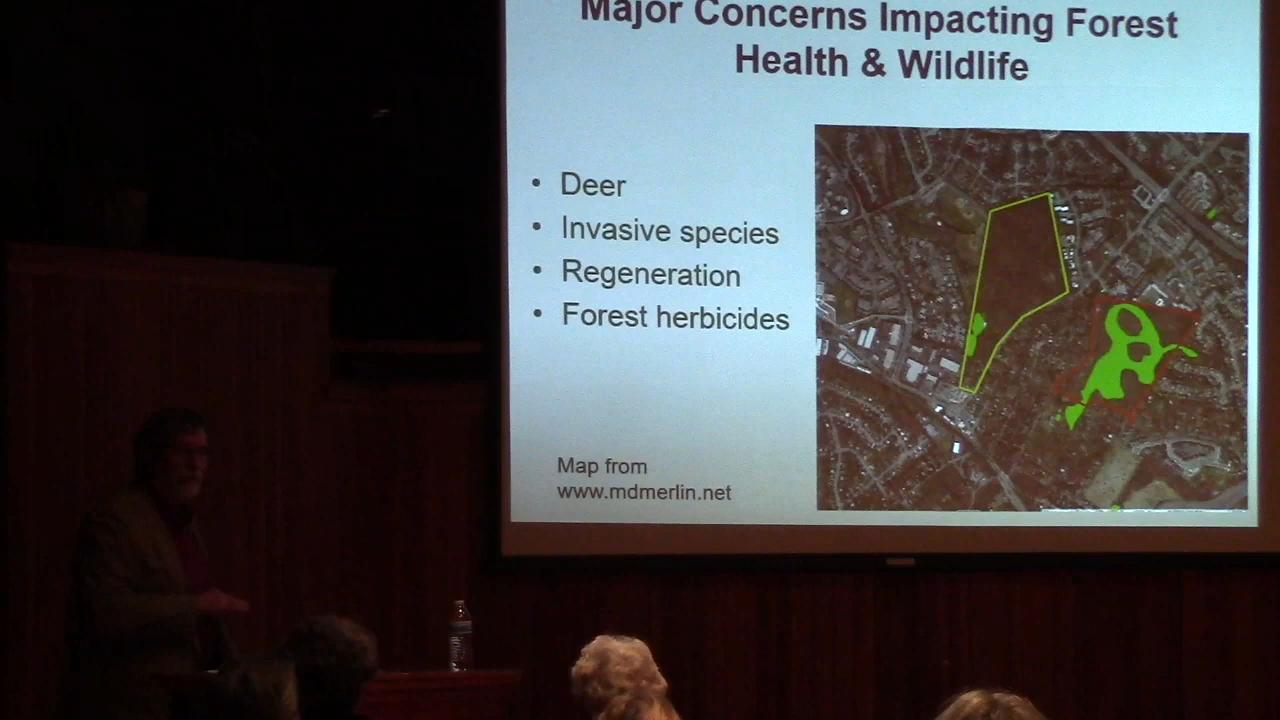 Major Concerns Impacting Forest
Health & Wildlife
• Deer
• Invasive species
• Regeneration
• Forest herbicides
Map from
www.mdmerlin.net